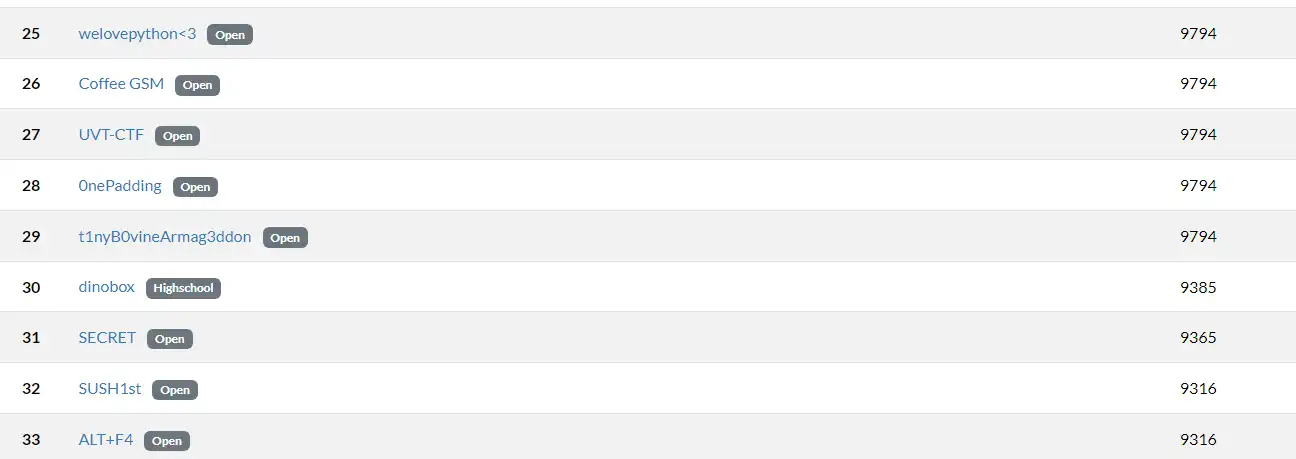 25 welovepython<3 Open 9794
26 Coffee GSM Open 9794
27 UVT-CTF Open 9794
28 0nePadding Open 9794
29 t1nyB0vineArmag3ddon Open 9794
30 dinobox Highschool 9385
31 SECRET Open 9365
32 SUSH1st Open 9316
33 ALT+F4 Open 9316